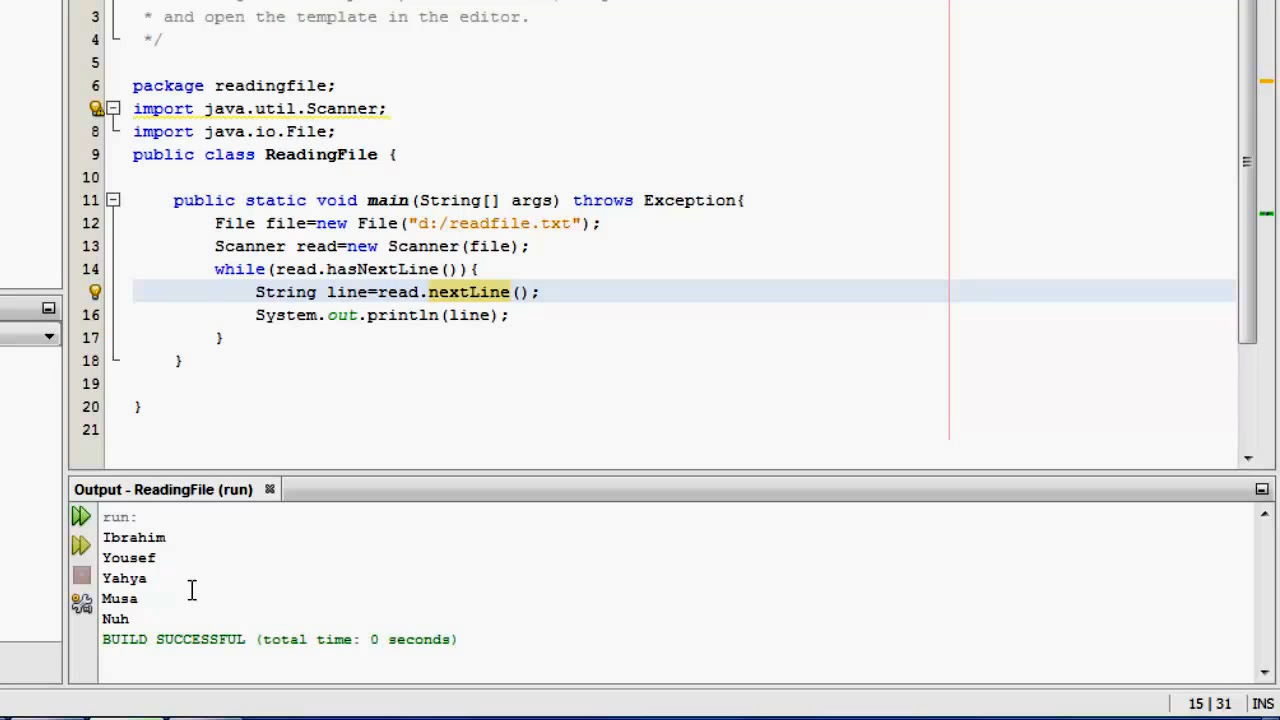 3 * and open the template in the editor.
4 */
5
6 package readingfile;
import java.util.Scanner;
8 import java.io.File;
9 public class ReadingFile {
10
11 public static void main(String[] args) throws Exception{
12 File file=new File("d:/readfile.txt");
13 Scanner read=new Scanner(file);
14 while(read.hasNextLine()){
String line=read.nextLine();
16 System.out.println(line);
17 }
18 }
19
20 }
21
Output - ReadingFile (run)
run:
Ibrahim
Yousef
Yahya
Musa
Nuh
BUILD SUCCESSFUL (total time: 0 seconds)
15 | 31 INS